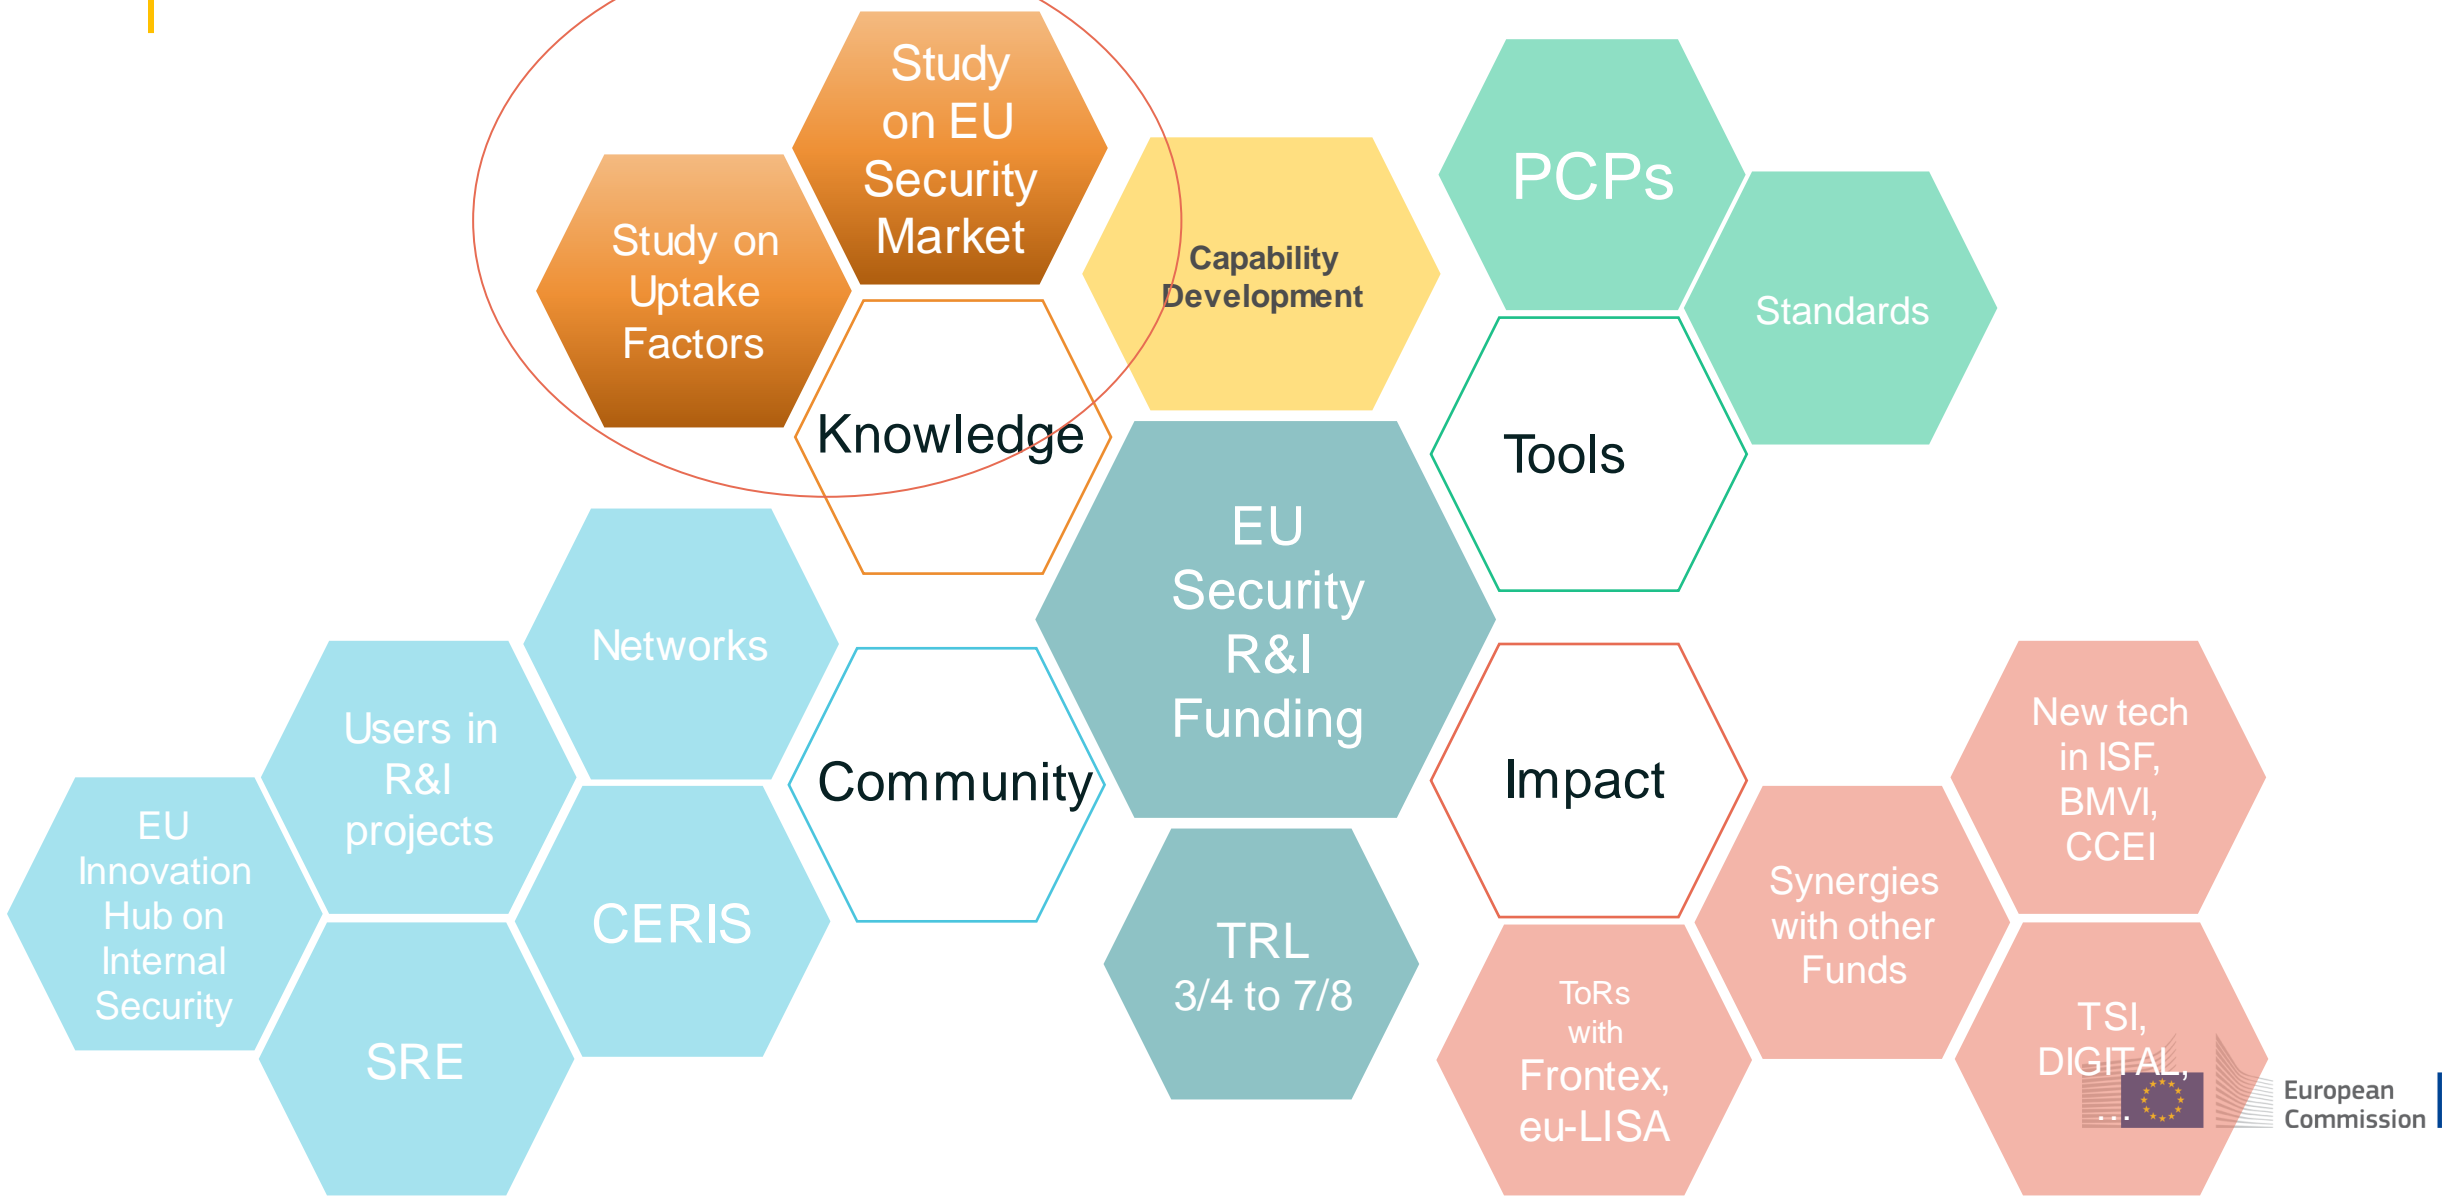 Study
on EU
Security
Market
Study on
Uptake
Factors
Capability
Development
PCPs
Standards
Knowledge
Tools
EU
Security
R&I
Funding
Networks
Users in
R&I
projects
EU
Innovation
Hub on
Internal
Security
CERIS
SRE
Community
Impact
TRL
3/4 to 7/8
New tech
in ISF,
BMVI,
CCEI
Synergies
with other
Funds
ToRs
with
Frontex,
eu-LISA
TSI,
DIGITAL,
...
European
Commission